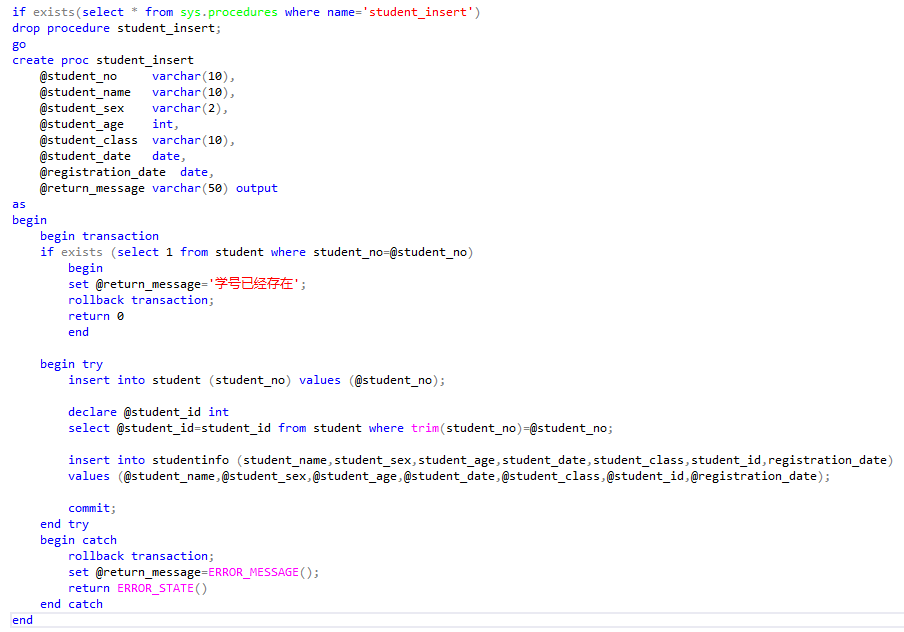 if exists(select * from sys.procedures where name='student_insert')
drop procedure student_insert;
go
create proc student_insert
    @student_no     varchar(10),
    @student_name   varchar(10),
    @student_sex    varchar(2),
    @student_age    int,
    @student_class  varchar(10),
    @student_date   date,
    @registration_date  date,
    @return_message varchar(50) output
as
begin
    begin transaction
    if exists (select 1 from student where student_no=@student_no)
        begin
        set @return_message='学号已经存在';
        rollback transaction;
        return 0
        end

    begin try
        insert into student (student_no) values (@student_no);

        declare @student_id int
        select @student_id=student_id from student where trim(student_no)=@student_no;

        insert into studentinfo (student_name,student_sex,student_age,student_date,student_class,student_id,registration_date)
        values (@student_name,@student_sex,@student_age,@student_date,@student_class,@student_id,@registration_date);

        commit;
    end try
    begin catch
        rollback transaction;
        set @return_message=ERROR_MESSAGE();
        return ERROR_STATE()
    end catch
end